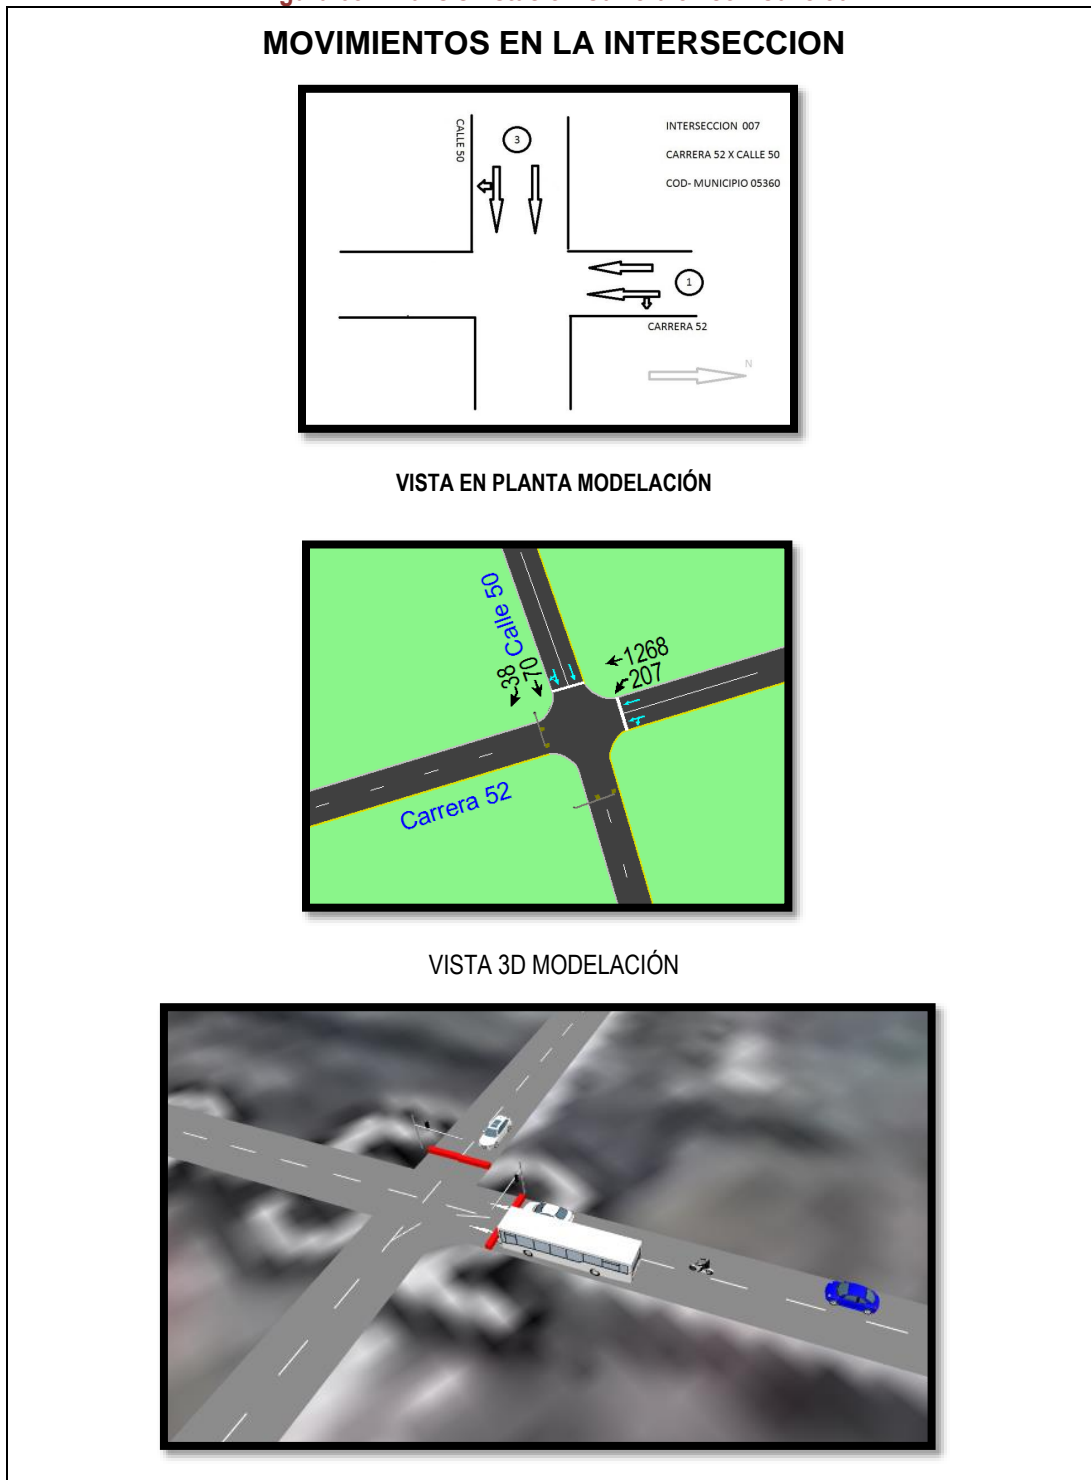 MOVIMIENTOS EN LA INTERSECCION
CALLE 50
3
INTERSECCION 007
CARRERA 52 X CALLE 50
COD- MUNICIPIO 05360
1
CARRERA 52
N
VISTA EN PLANTA MODELACIÓN
Calle 50
38
70
1268
207
Carrera 52
VISTA 3D MODELACIÓN